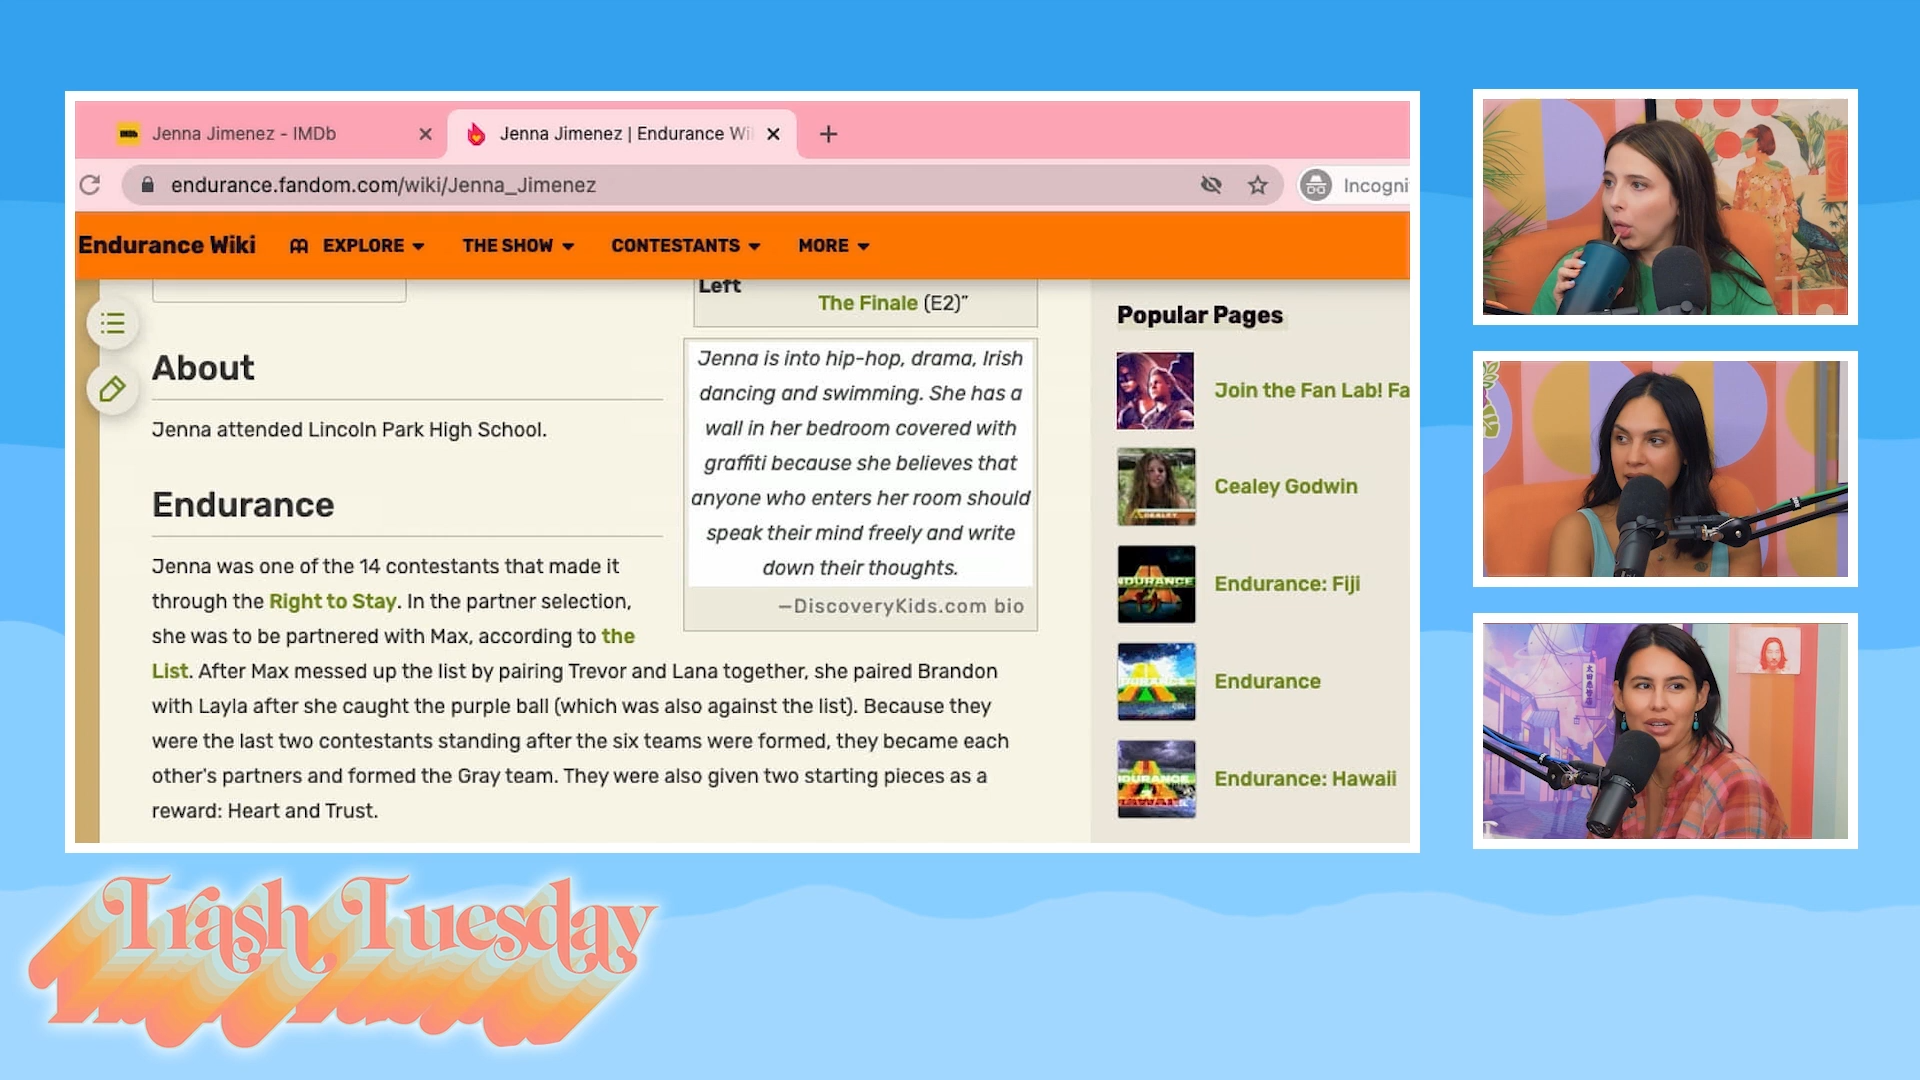 Jenna Jimenez - IMDb
Jenna Jimenez | Endurance Wi
endurance.fandom.com/wiki/Jenna_Jimenez
Incogni
Endurance Wiki
EXPLORE
THE SHOW
CONTESTANTS
MORE
Left
The Finale (E2)”
About
Jenna attended Lincoln Park High School.
Endurance
Jenna was one of the 14 contestants that made it
through the Right to Stay. In the partner selection,
she was to be partnered with Max, according to the
List. After Max messed up the list by pairing Trevor and Lana together, she paired Brandon
with Layla after she caught the purple ball (which was also against the list). Because they
were the last two contestants standing after the six teams were formed, they became each
other's partners and formed the Gray team. They were also given two starting pieces as a
reward: Heart and Trust.
Jenna is into hip-hop, drama, Irish
dancing and swimming. She has a
wall in her bedroom covered with
graffiti because she believes that
anyone who enters her room should
speak their mind freely and write
down their thoughts.
—DiscoveryKids.com bio
Popular Pages
Join the Fan Lab! Fa
Cealey Godwin
Endurance: Fiji
Endurance
Endurance: Hawaii
Trash Tuesday